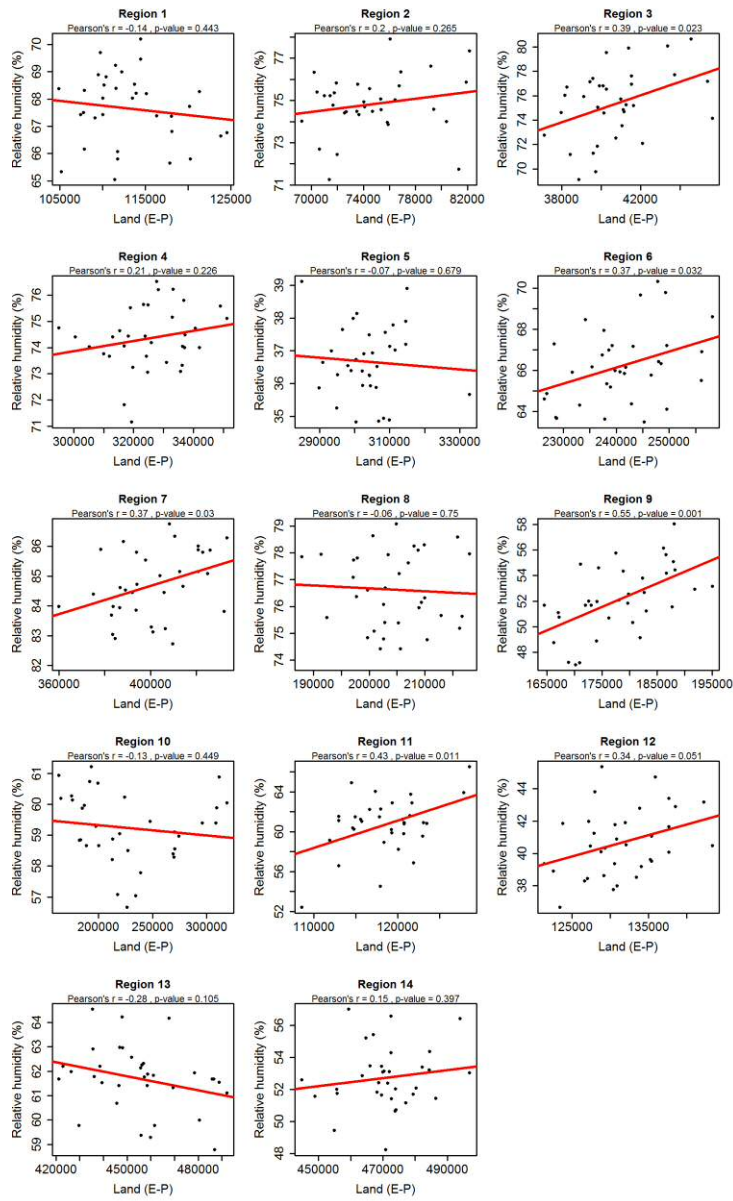 Region 1
Pearson's r = -0.14 , p-value = 0.443
Relative humidity (%)
65 66 67 68 69 70
105000 115000 125000
Land (E-P)
Region 2
Pearson's r = 0.2 , p-value = 0.265
Relative humidity (%)
71 73 75 77
70000 74000 78000 82000
Land (E-P)
Region 3
Pearson's r = 0.39 , p-value = 0.023
Relative humidity (%)
70 72 74 76 78 80
38000 42000
Land (E-P)
Region 4
Pearson's r = 0.21 , p-value = 0.226
Relative humidity (%)
71 72 73 74 75 76
300000 320000 340000
Land (E-P)
Region 5
Pearson's r = -0.07 , p-value = 0.679
Relative humidity (%)
35 36 37 38 39
290000 310000 330000
Land (E-P)
Region 6
Pearson's r = 0.37 , p-value = 0.032
Relative humidity (%)
64 66 68 70
230000 240000 250000
Land (E-P)
Region 7
Pearson's r = 0.37 , p-value = 0.03
Relative humidity (%)
82 83 84 85 86
360000 400000
Land (E-P)
Region 8
Pearson's r = -0.06 , p-value = 0.75
Relative humidity (%)
74 75 76 77 78 79
190000 200000 210000
Land (E-P)
Region 9
Pearson's r = 0.55 , p-value = 0.001
Relative humidity (%)
48 50 52 54 56 58
165000 175000 185000 195000
Land (E-P)
Region 10
Pearson's r = -0.13 , p-value = 0.449
Relative humidity (%)
57 58 59 60 61
200000 250000 300000
Land (E-P)
Region 11
Pearson's r = 0.43 , p-value = 0.011
Relative humidity (%)
52 56 60 64
110000 120000
Land (E-P)
Region 12
Pearson's r = 0.34 , p-value = 0.051
Relative humidity (%)
38 40 42 44
125000 135000
Land (E-P)
Region 13
Pearson's r = -0.28 , p-value = 0.105
Relative humidity (%)
59 60 61 62 63 64
420000 450000 480000
Land (E-P)
Region 14
Pearson's r = 0.15 , p-value = 0.397
Relative humidity (%)
48 50 52 54 56
450000 470000 490000
Land (E-P)